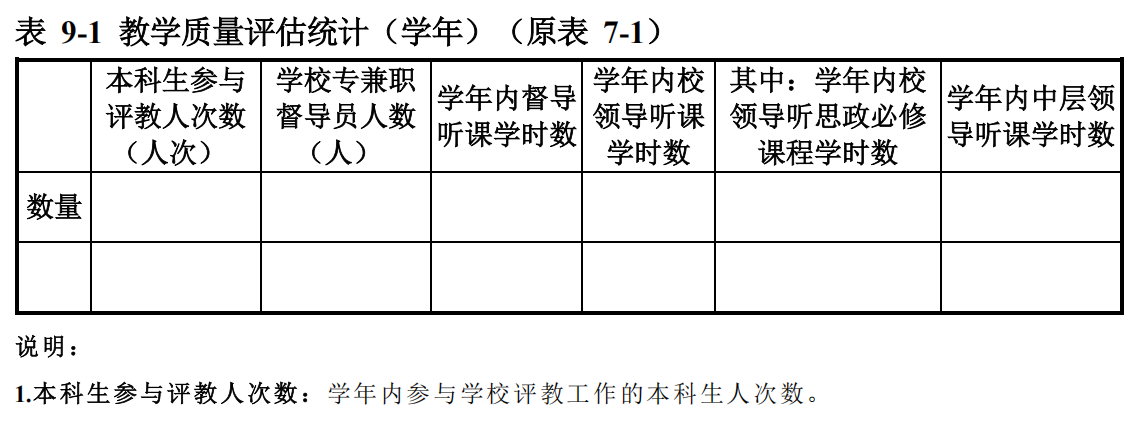 表 9-1 教学质量评估统计（学年）（原表 7-1）
本科生参与
评教人次数
（人次）
学校专兼职
督导员人数
（人）
学年内督导
听课学时数
学年内校
领导听课
学时数
其中：学年内校
领导听思政必修
课程学时数
学年内中层领
导听课学时数
数量
说明：
1.本科生参与评教人次数：学年内参与学校评教工作的本科生人次数。